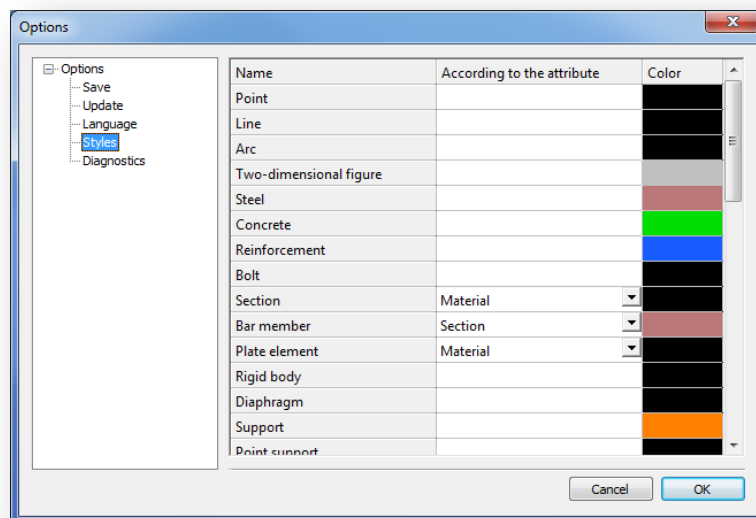 Options
Options
Save
Update
Language
Styles
Diagnostics
Name According to the attribute Color
Point
Line
Arc
Two-dimensional figure
Steel
Concrete
Reinforcement
Bolt
Section Material
Bar member Section
Plate element Material
Rigid body
Diaphragm
Support
Point support
Cancel OK